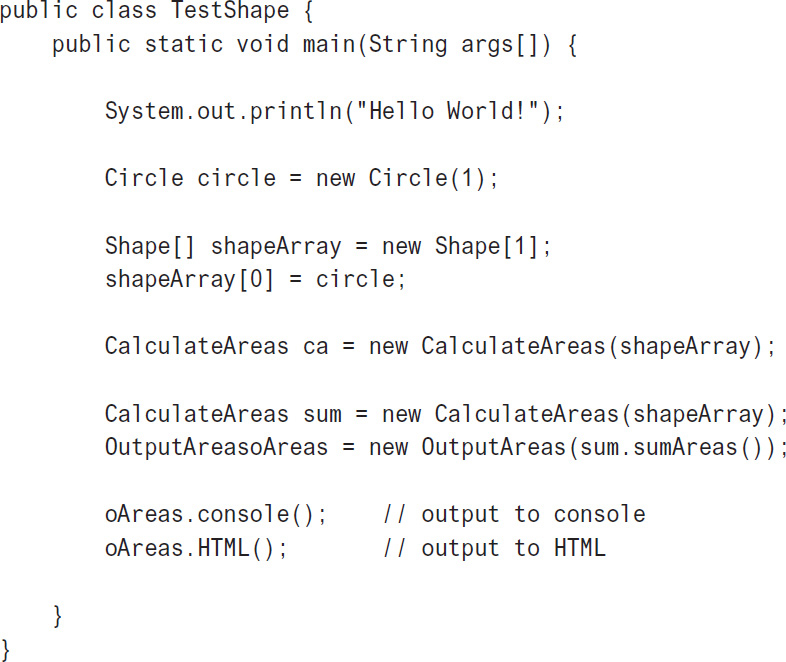 public class TestShape {
    public static void main(String args[]) {
        System.out.println("Hello World!");
        Circle circle = new Circle(1);
        Shape[] shapeArray = new Shape[1];
        shapeArray[0] = circle;
        CalculateAreas ca = new CalculateAreas(shapeArray);
        CalculateAreas sum = new CalculateAreas(shapeArray);
        OutputAreasoAreas = new OutputAreas(sum.sumAreas());
        oAreas.console();    // output to console
        oAreas.HTML();       // output to HTML
    }
}